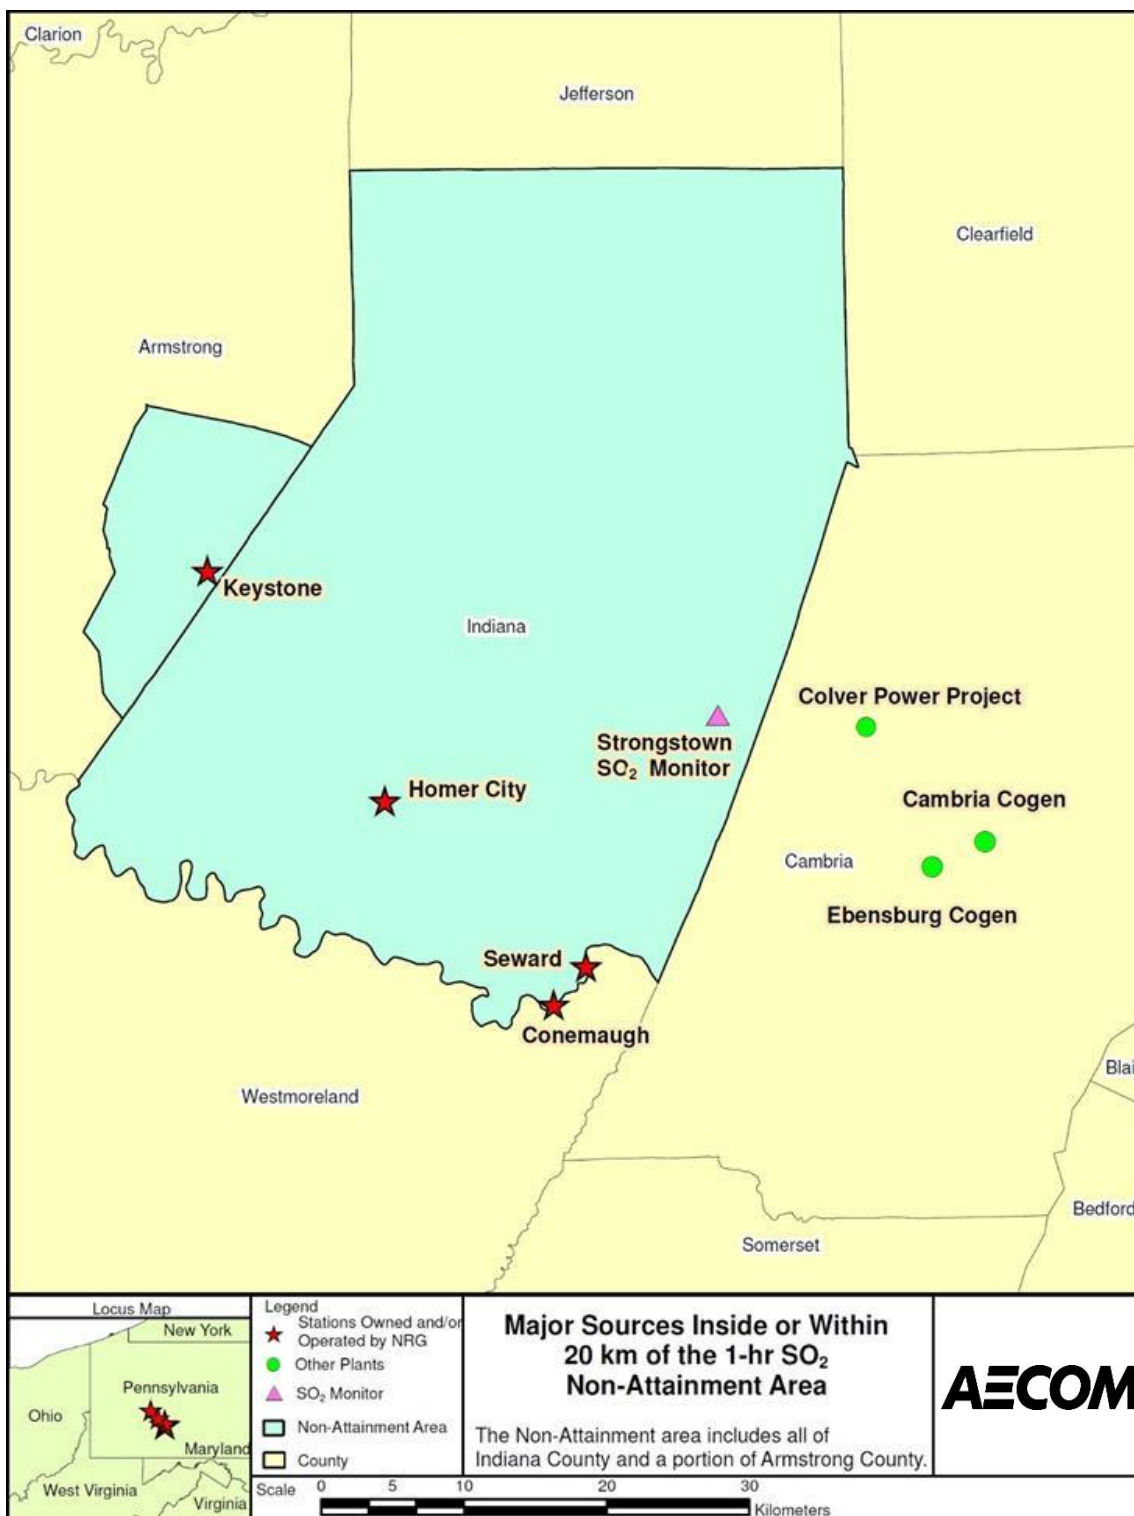 Clarion
Jefferson
Clearfield
Armstrong
Keystone
Indiana
Colver Power Project
Strongstown
SO₂ Monitor
Homer City
Cambria Cogen
Cambria
Ebensburg Cogen
Seward
Conemaugh
Blai
Westmoreland
Bedford
Somerset
Locus Map
New York
Pennsylvania
Ohio
Maryland
West Virginia
Virginia
Legend
Stations Owned and/or
Operated by NRG
Other Plants
SO₂ Monitor
Non-Attainment Area
County
Major Sources Inside or Within
20 km of the 1-hr SO₂
Non-Attainment Area
The Non-Attainment area includes all of
Indiana County and a portion of Armstrong County.
AECOM
Scale 0 5 10 20 30
Kilometers